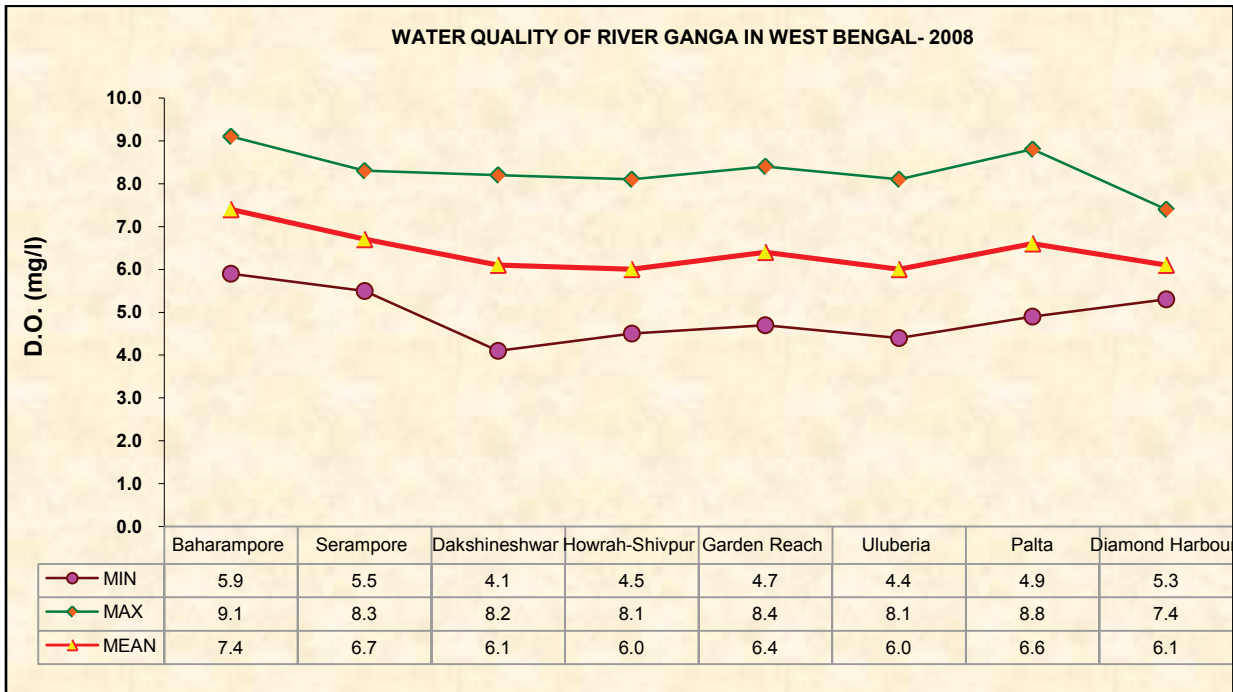 WATER QUALITY OF RIVER GANGA IN WEST BENGAL- 2008
D.O. (mg/l)
10.0
9.0
8.0
7.0
6.0
5.0
4.0
3.0
2.0
1.0
0.0
Baharampore Serampore Dakshineshwar Howrah-Shivpur Garden Reach Uluberia Palta Diamond Harbour
MIN 5.9 5.5 4.1 4.5 4.7 4.4 4.9 5.3
MAX 9.1 8.3 8.2 8.1 8.4 8.1 8.8 7.4
MEAN 7.4 6.7 6.1 6.0 6.4 6.0 6.6 6.1